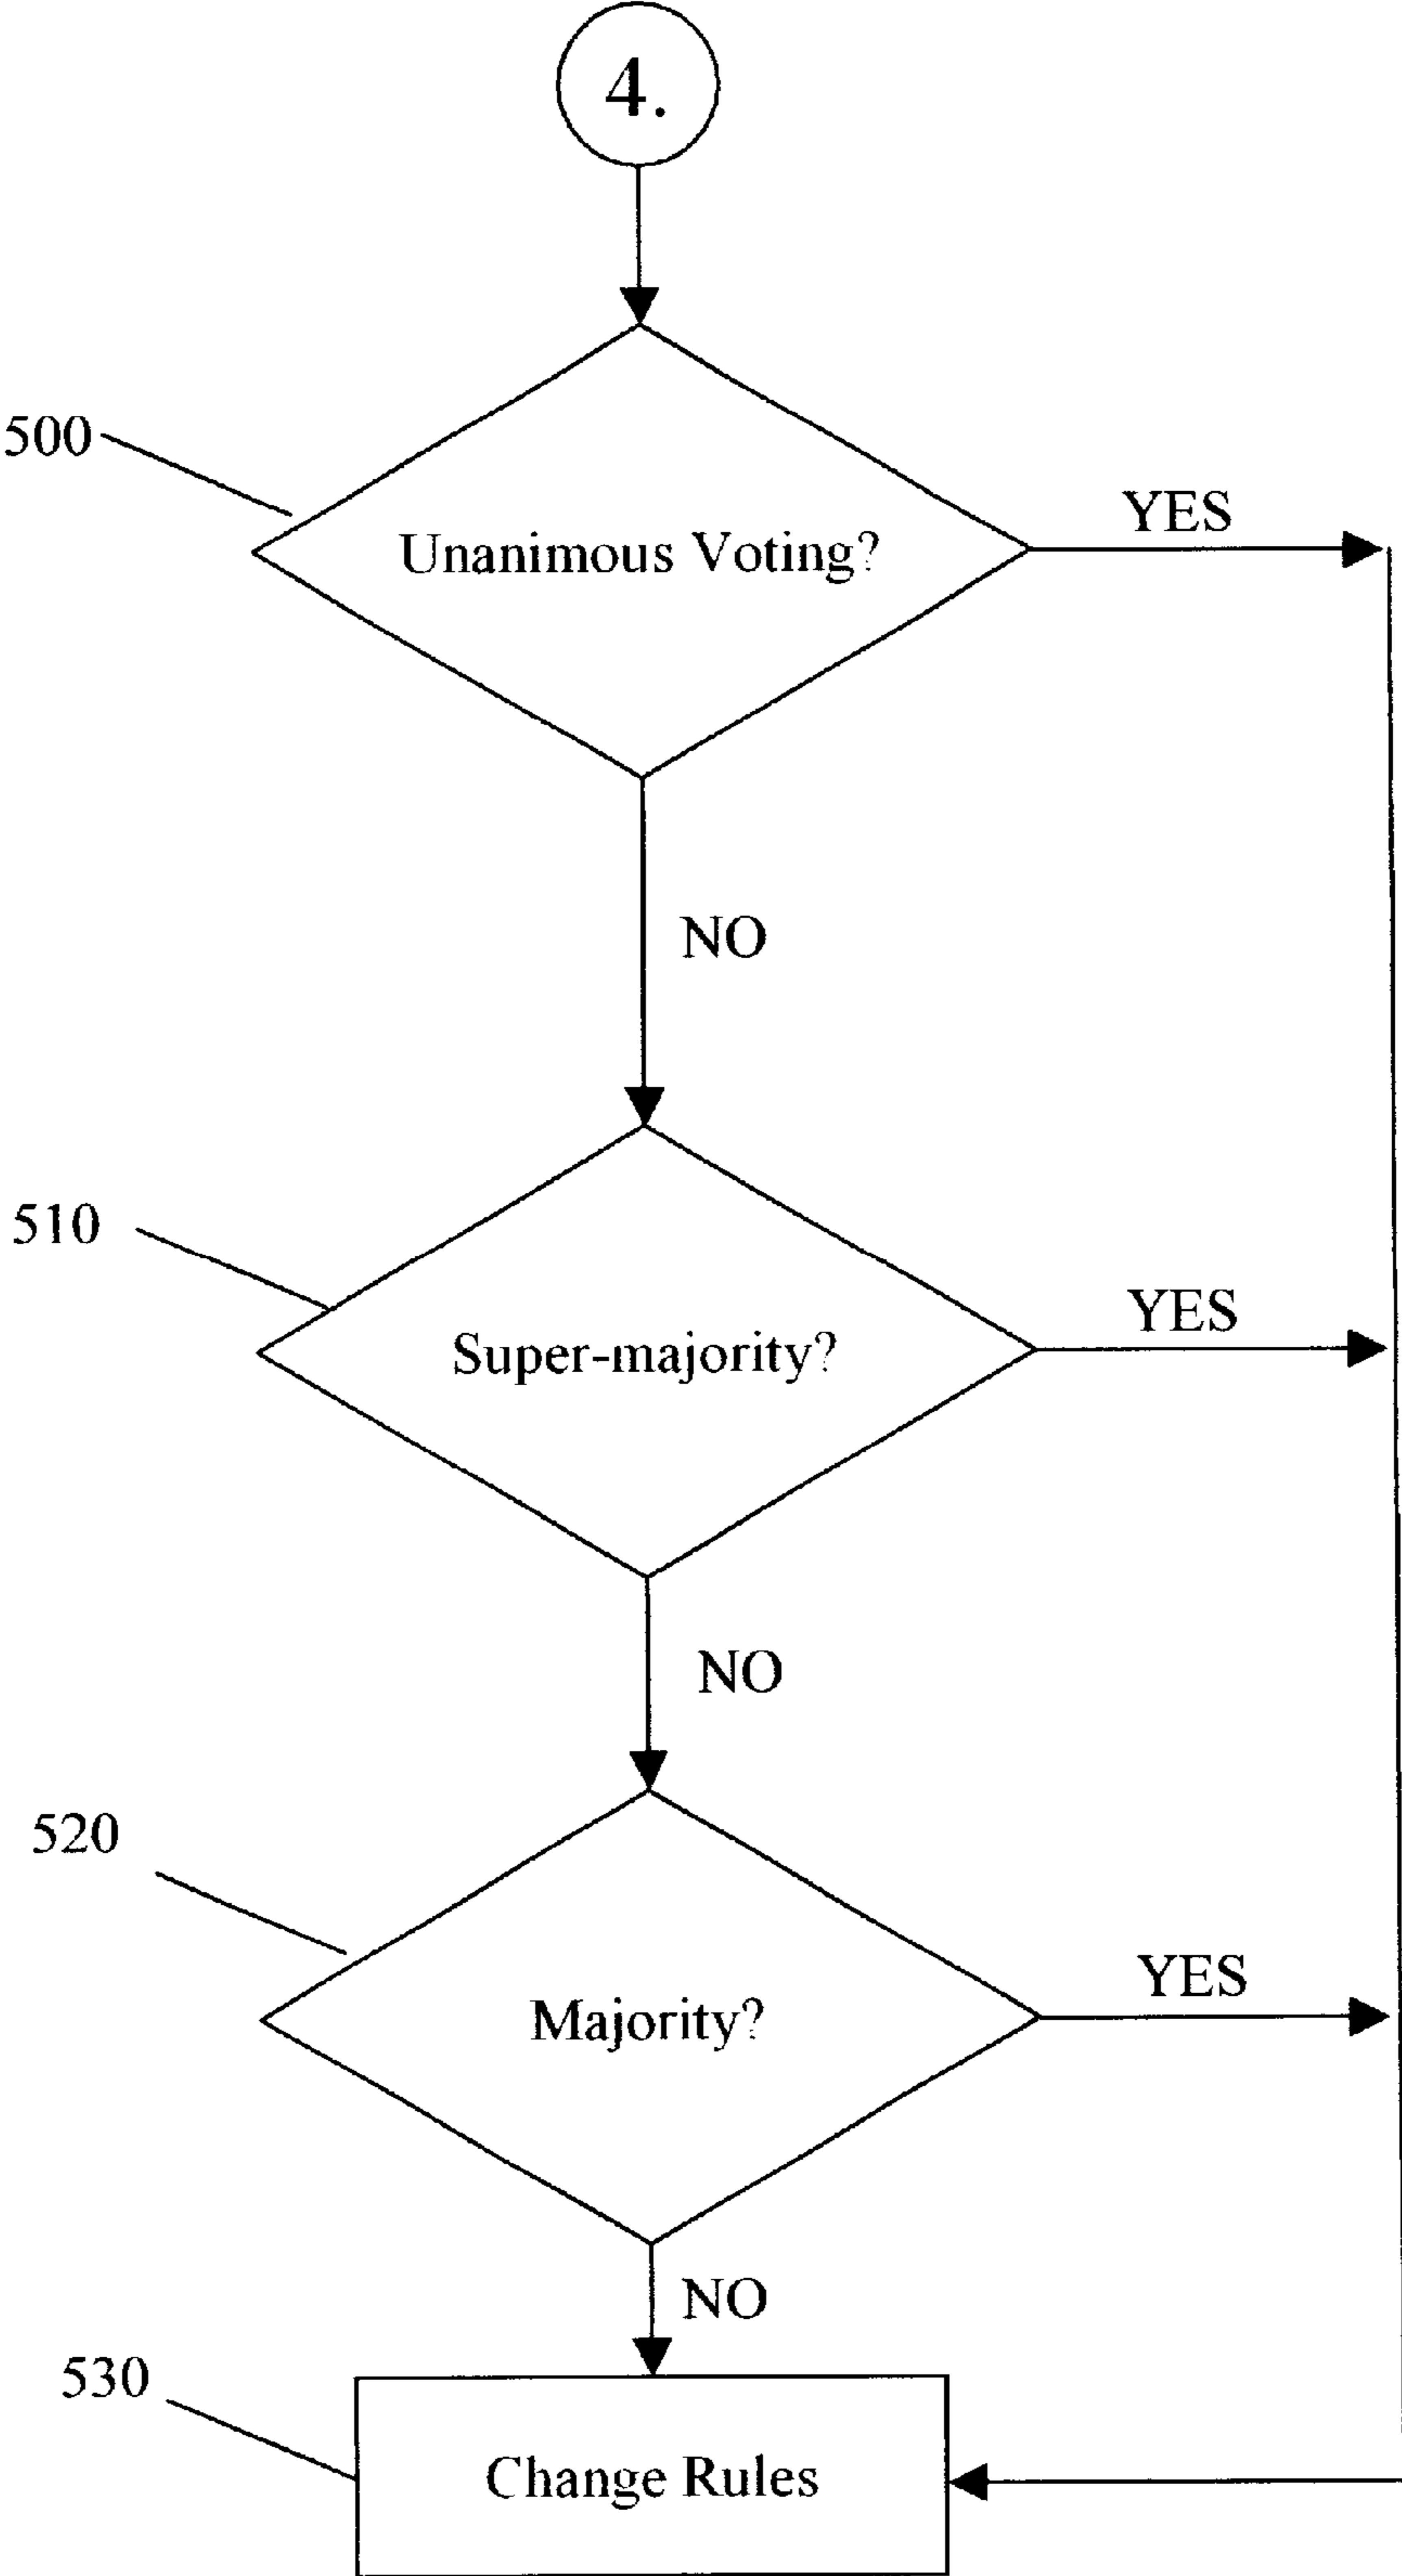 4.
500
Unanimous Voting?
YES
NO
510
Super-majority?
YES
NO
520
Majority?
YES
NO
530
Change Rules